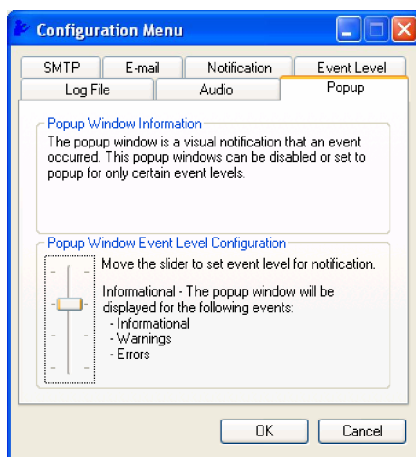 Configuration Menu
SMTP E-mail Notification Event Level
Log File Audio Popup
Popup Window Information
The popup window is a visual notification that an event
occurred. This popup windows can be disabled or set to
popup for only certain event levels.
Popup Window Event Level Configuration
Move the slider to set event level for notification.
Informational - The popup window will be
displayed for the following events:
- Informational
- Warnings
- Errors
OK Cancel